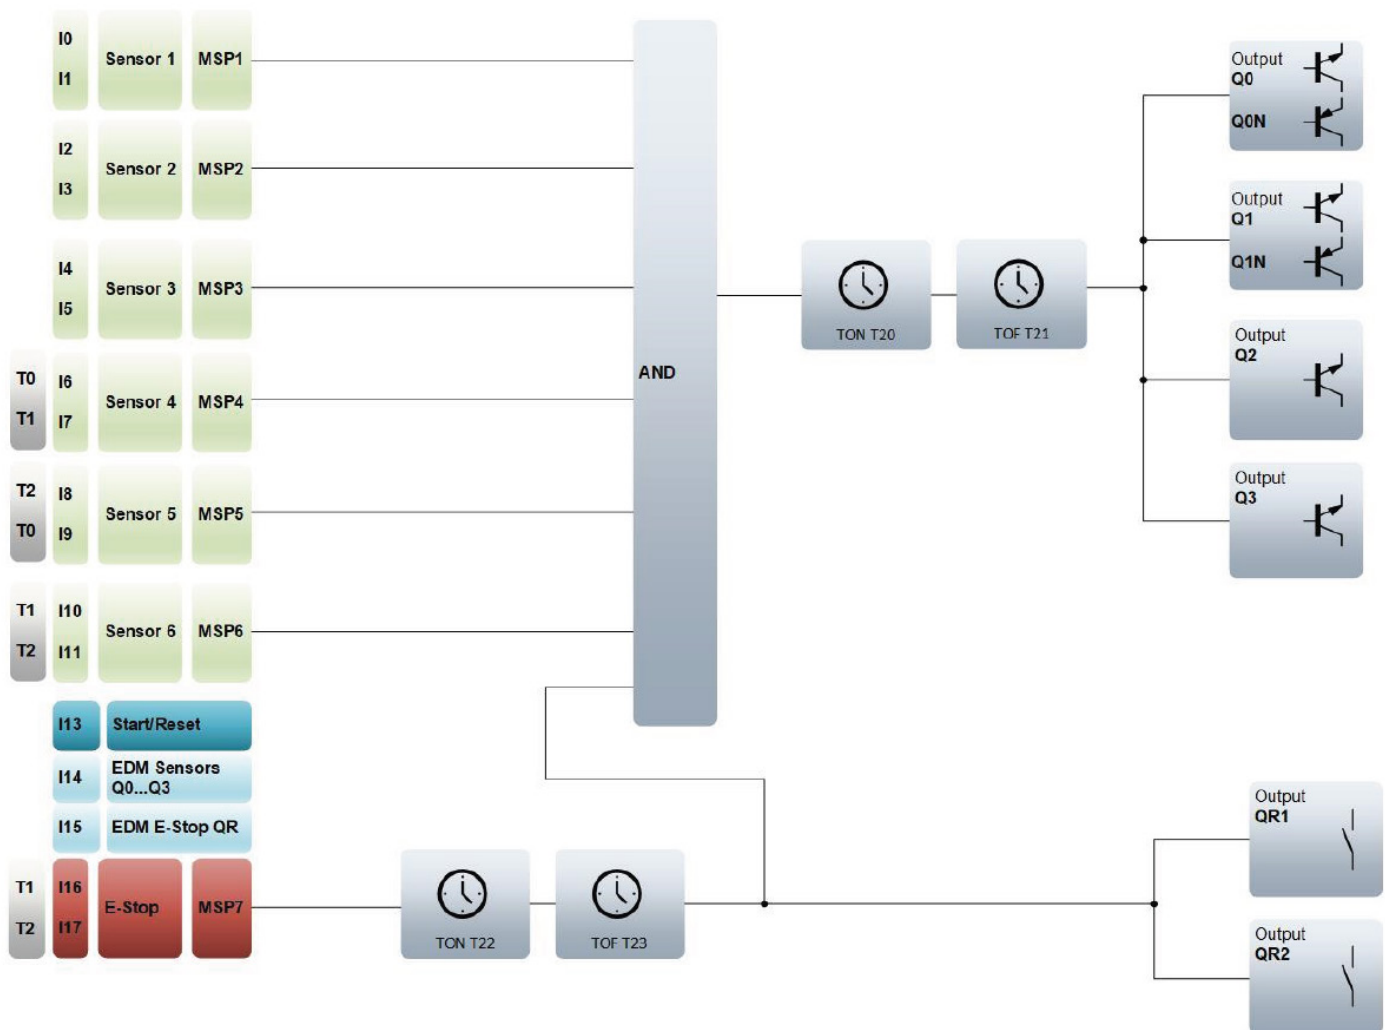 I0
I1
Sensor 1
MSP1
I2
I3
Sensor 2
MSP2
I4
I5
Sensor 3
MSP3
T0
T1
I6
I7
Sensor 4
MSP4
T2
T0
I8
I9
Sensor 5
MSP5
T1
T2
I10
I11
Sensor 6
MSP6
I13
Start/Reset
I14
EDM Sensors
Q0...Q3
I15
EDM E-Stop QR
T1
T2
I16
I17
E-Stop
MSP7
TON T22
TOF T23
AND
TON T20
TOF T21
Output
Q0
Q0N
Output
Q1
Q1N
Output
Q2
Output
Q3
Output
QR1
Output
QR2